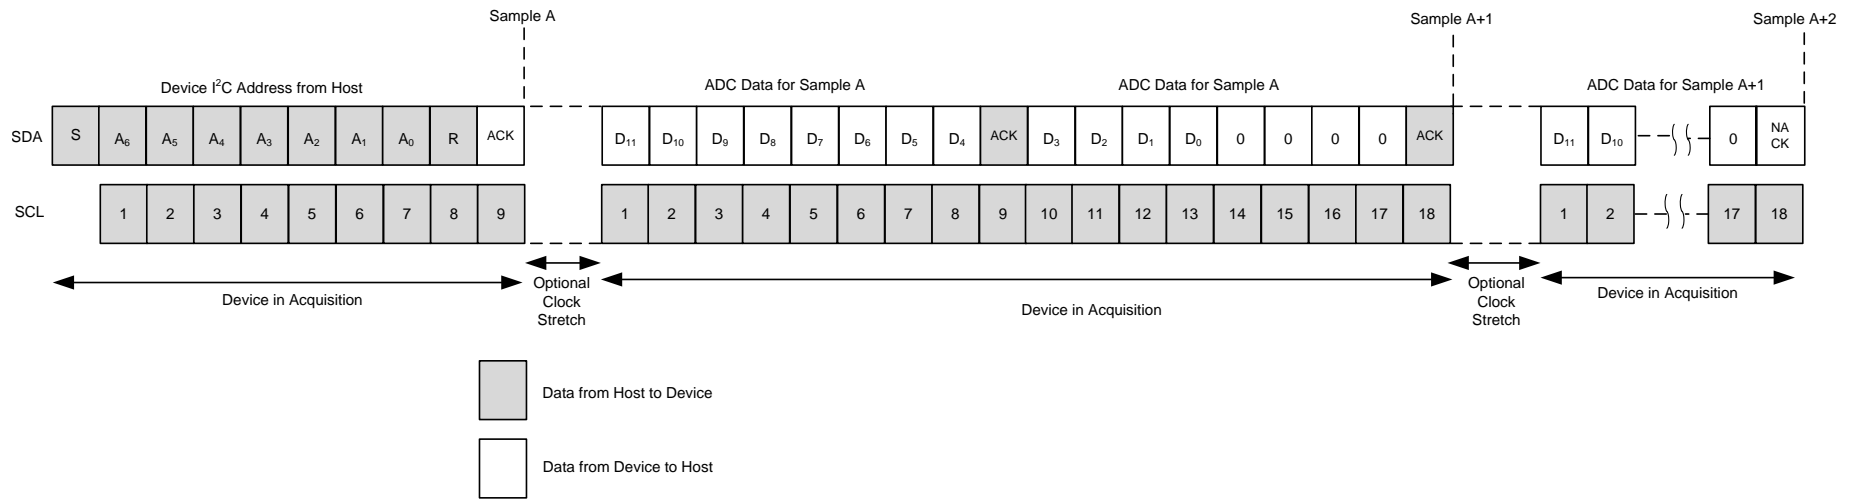 Sample A
Sample A+1
Sample A+2
Device I²C Address from Host
ADC Data for Sample A
ADC Data for Sample A
ADC Data for Sample A+1
SDA S A₆ A₅ A₄ A₃ A₂ A₁ A₀ R ACK D₁₁ D₁₀ D₉ D₈ D₇ D₆ D₅ D₄ ACK D₃ D₂ D₁ D₀ 0 0 0 0 ACK D₁₁ D₁₀ 0 NA
CK
SCL 1 2 3 4 5 6 7 8 9 1 2 3 4 5 6 7 8 9 10 11 12 13 14 15 16 17 18 1 2 17 18
Device in Acquisition
Optional
Clock
Stretch
Device in Acquisition
Optional
Clock
Stretch
Device in Acquisition
Data from Host to Device
Data from Device to Host